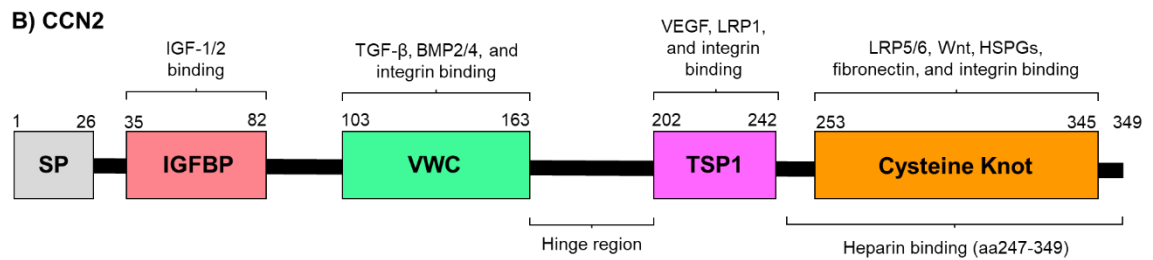 B) CCN2
IGF-1/2
binding
TGF-β, BMP2/4, and
integrin binding
VEGF, LRP1,
and integrin
binding
LRP5/6, Wnt, HSPGs,
fibronectin, and integrin binding
1 26 35 82 103 163 202 242 253 345 349
SP IGFBP VWC TSP1 Cysteine Knot
Hinge region
Heparin binding (aa247-349)